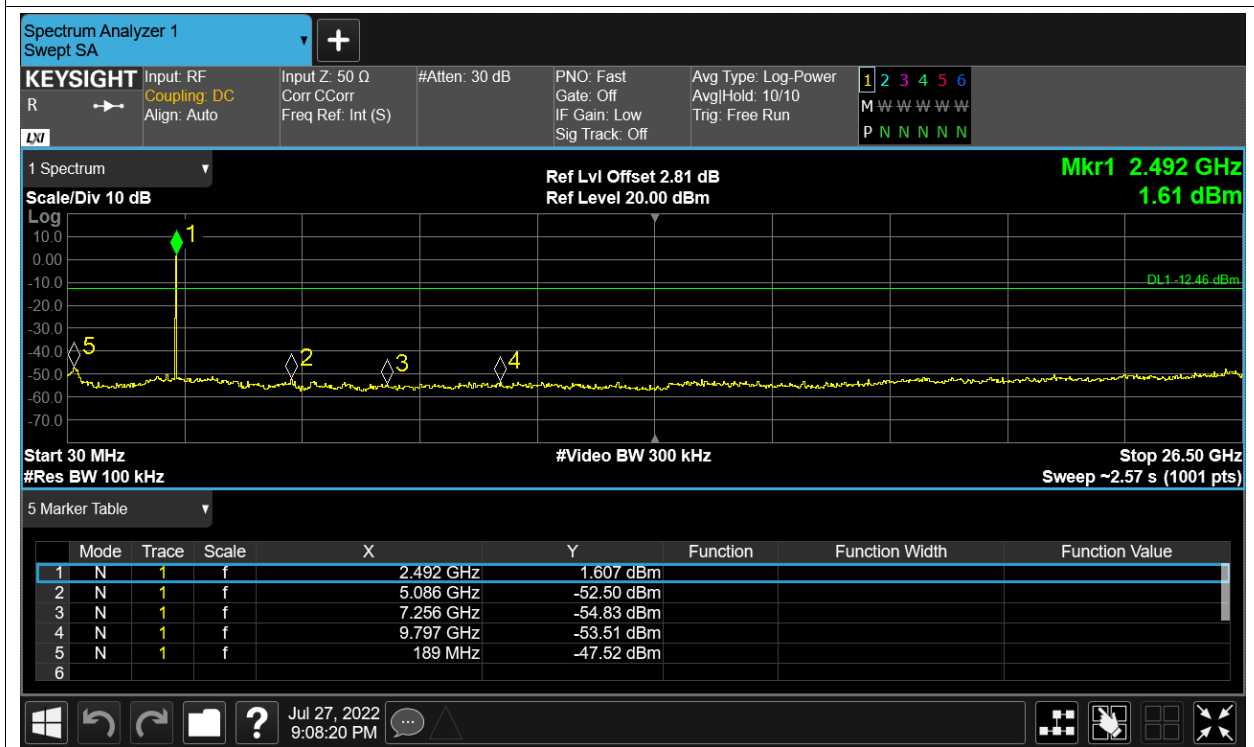 Spectrum Analyzer 1
Swept SA
+
KEYSIGHT
R
LXI
Input: RF
Coupling: DC
Align: Auto
Input Z: 50 Ω
Corr CCorr
Freq Ref: Int (S)
#Atten: 30 dB
PNO: Fast
Gate: Off
IF Gain: Low
Sig Track: Off
Avg Type: Log-Power
Avg|Hold: 10/10
Trig: Free Run
1 2 3 4 5 6
M W W W W W
P N N N N N
1 Spectrum
Scale/Div 10 dB
Ref Lvl Offset 2.81 dB
Ref Level 20.00 dBm
Mkr1 2.492 GHz
1.61 dBm
Log
10.0
0.00
-10.0
-20.0
-30.0
-40.0
-50.0
-60.0
-70.0
1
DL1 -12.46 dBm
5
2
3
4
Start 30 MHz
#Res BW 100 kHz
#Video BW 300 kHz
Stop 26.50 GHz
Sweep ~2.57 s (1001 pts)
5 Marker Table
Mode Trace Scale X Y Function Function Width Function Value
1 N 1 f 2.492 GHz 1.607 dBm
2 N 1 f 5.086 GHz -52.50 dBm
3 N 1 f 7.256 GHz -54.83 dBm
4 N 1 f 9.797 GHz -53.51 dBm
5 N 1 f 189 MHz -47.52 dBm
6
?
Jul 27, 2022
9:08:20 PM